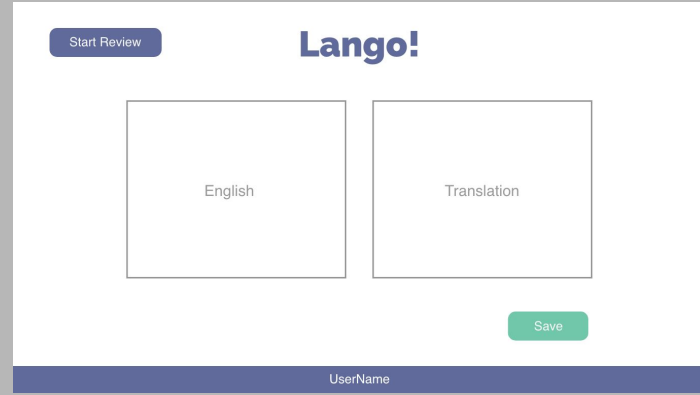 Start Review
Lango!
English
Translation
Save
UserName